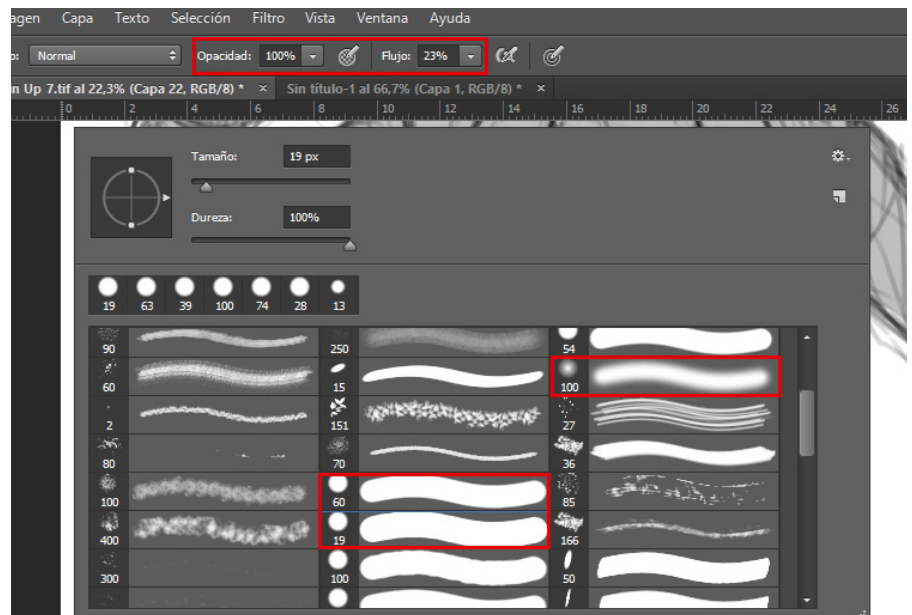 agen Capa Texto Selección Filtro Vista Ventana Ayuda
o: Normal Opacidad: 100% Flujo: 23%
n Up 7.tif al 22,3% (Capa 22, RGB/8) * × Sin título-1 al 66,7% (Capa 1, RGB/8) * ×
0 2 4 6 8 10 12 14 16 18 20 22 24 26
Tamaño: 19 px
Dureza: 100%
19 63 39 100 74 28 13
90 250 54
60 15 100
2 151 27
80 70 36
100 60 85
400 19 166
300 100 50